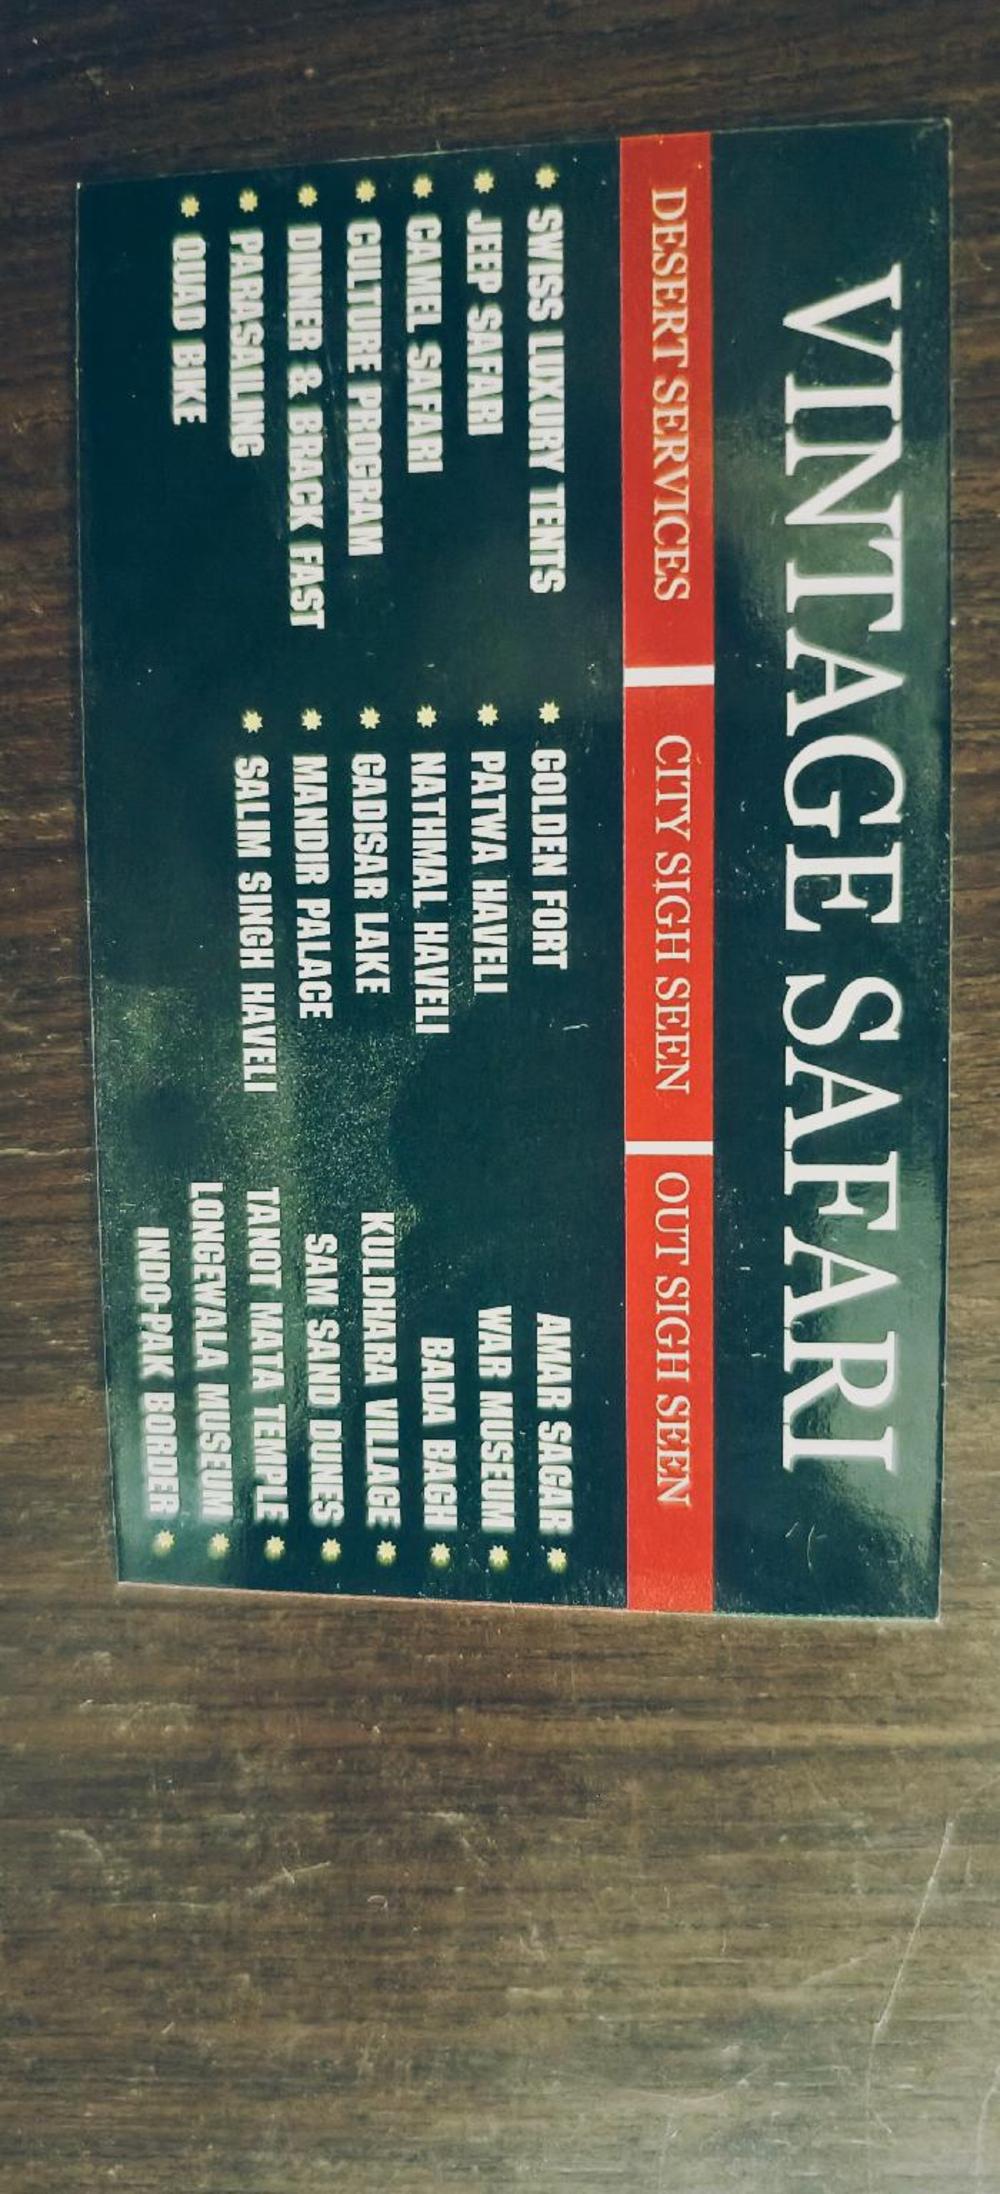 VINTAGE SAFARI
DESERT SERVICES
SWISS LUXURY TENTS
JEEP SAFARI
CAMEL SAFARI
CULTURE PROGRAM
DINNER & BRACK FAST
PARASAILING
QUAD BIKE
CITY SIGH SEEN
GOLDEN FORT
PATWA HAVELI
NATHMAL HAVELI
GADISAR LAKE
MANDIR PALACE
SALIM SINGH HAVELI
OUT SIGH SEEN
AMAR SAGAR
WAR MUSEUM
BADA BAGH
KULDHARA VILLAGE
SAM SAND DUNES
TANOT MATA TEMPLE
LONGEWALA MUSEUM
INDO-PAK BORDER